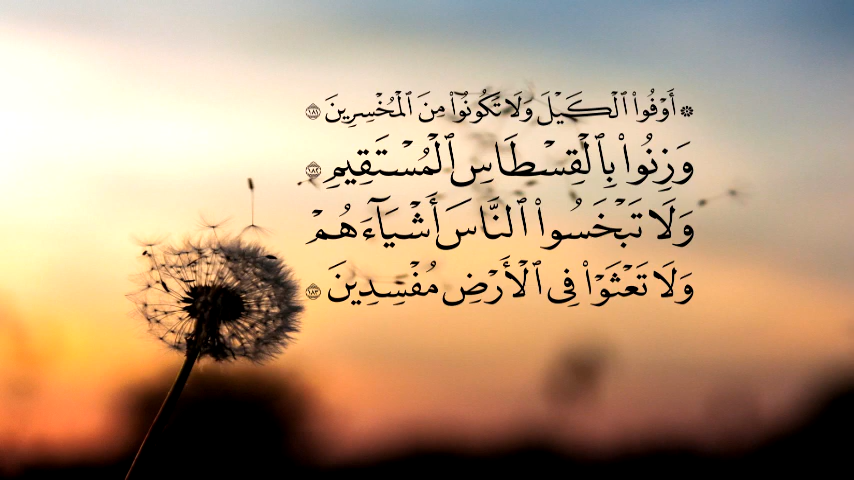 ۞ أَوْفُوا۟ ٱلْكَيْلَ وَلَا تَكُونُوا۟ مِنَ ٱلْمُخْسِرِينَ ١٨١
وَزِنُوا۟ بِٱلْقِسْطَاسِ ٱلْمُسْتَقِيمِ ١٨٢
وَلَا تَبْخَسُوا۟ ٱلنَّاسَ أَشْيَآءَهُمْ
وَلَا تَعْثَوْا۟ فِى ٱلْأَرْضِ مُفْسِدِينَ ١٨٣